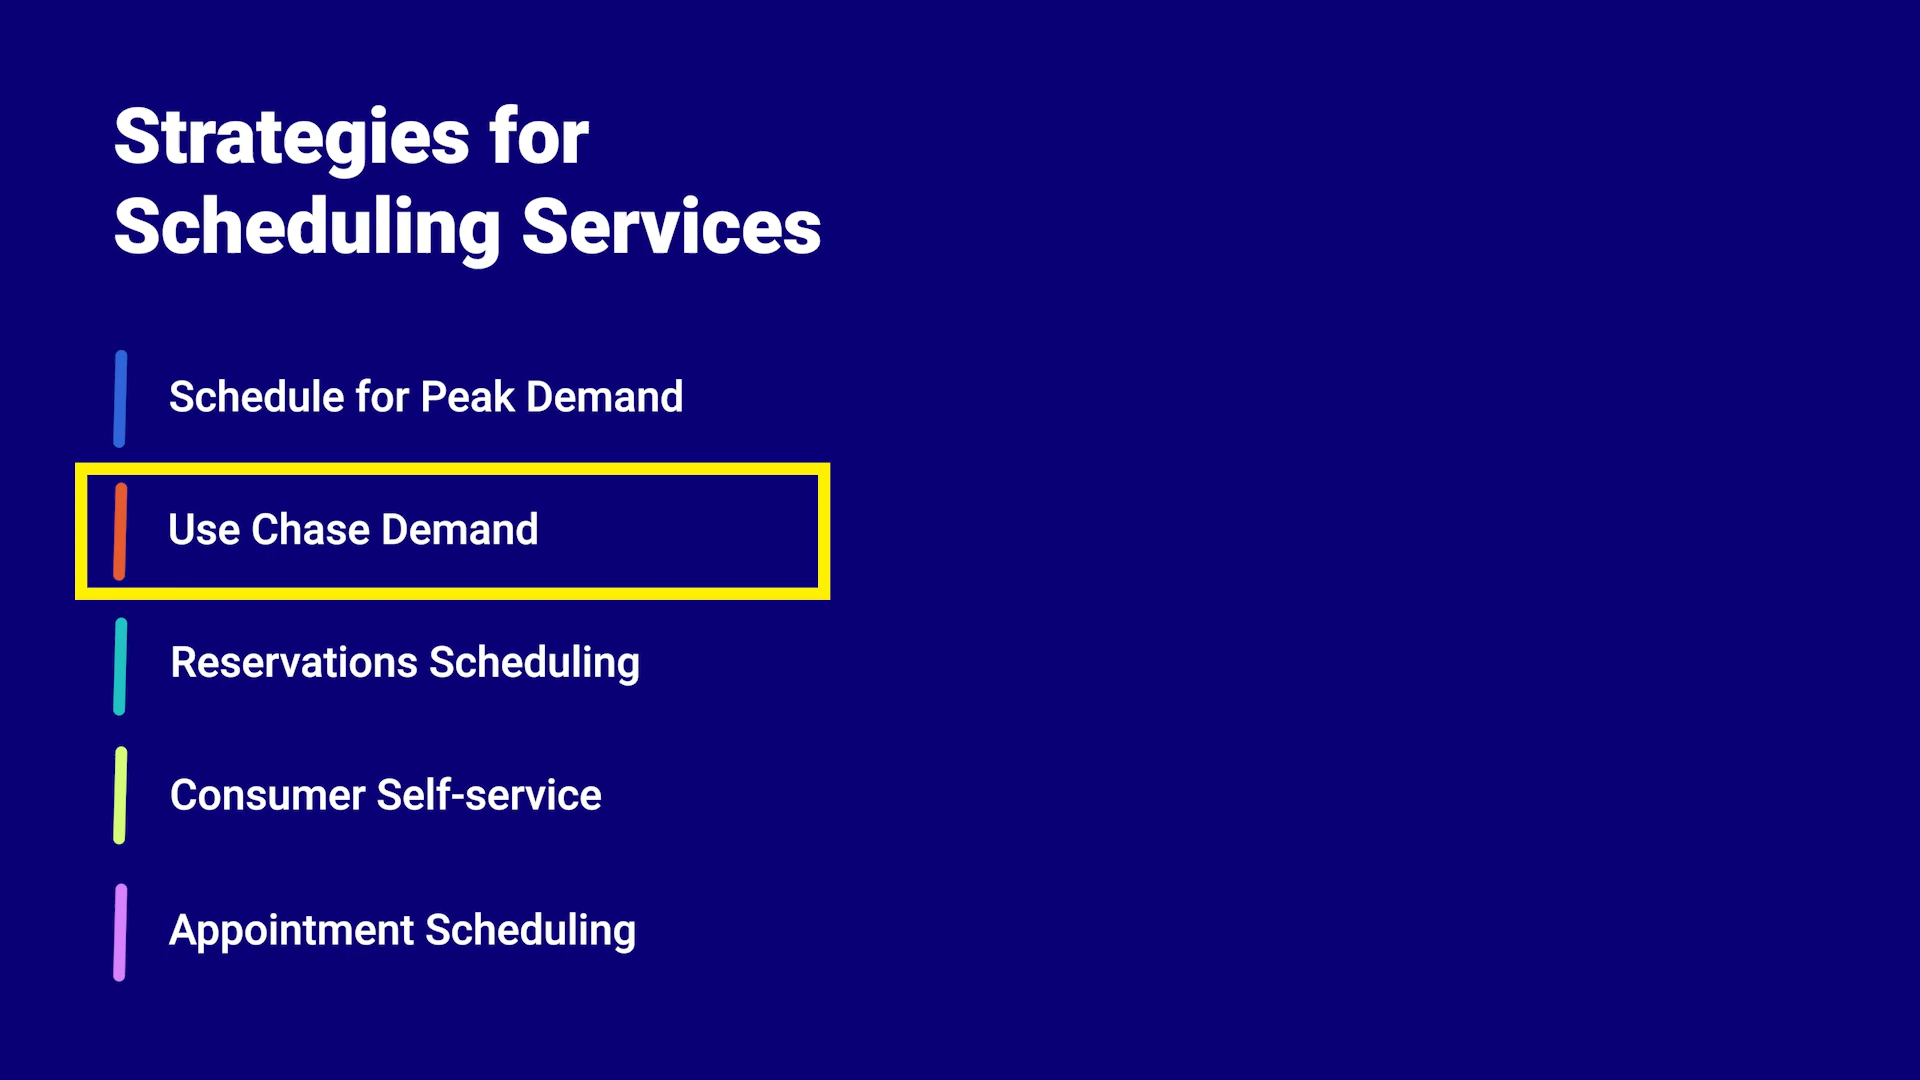 Strategies for
Scheduling Services
Schedule for Peak Demand
Use Chase Demand
Reservations Scheduling
Consumer Self-service
Appointment Scheduling